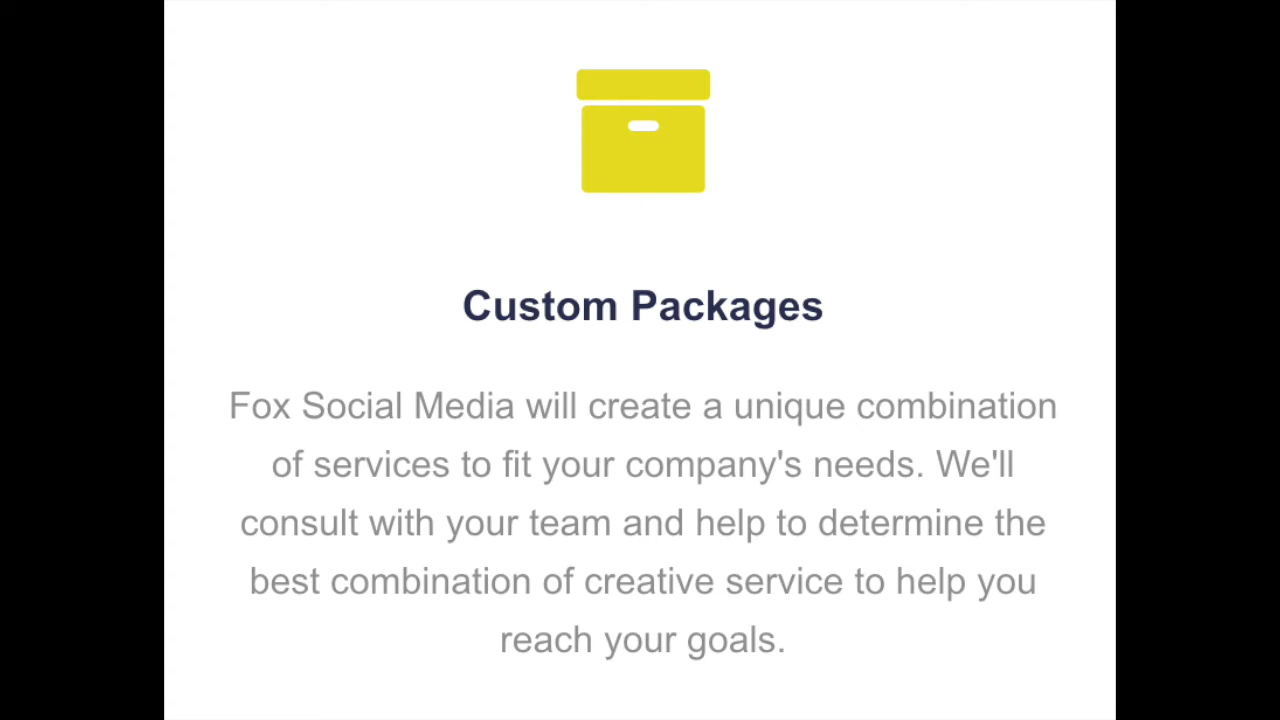 Custom Packages
Fox Social Media will create a unique combination
of services to fit your company's needs. We'll
consult with your team and help to determine the
best combination of creative service to help you
reach your goals.